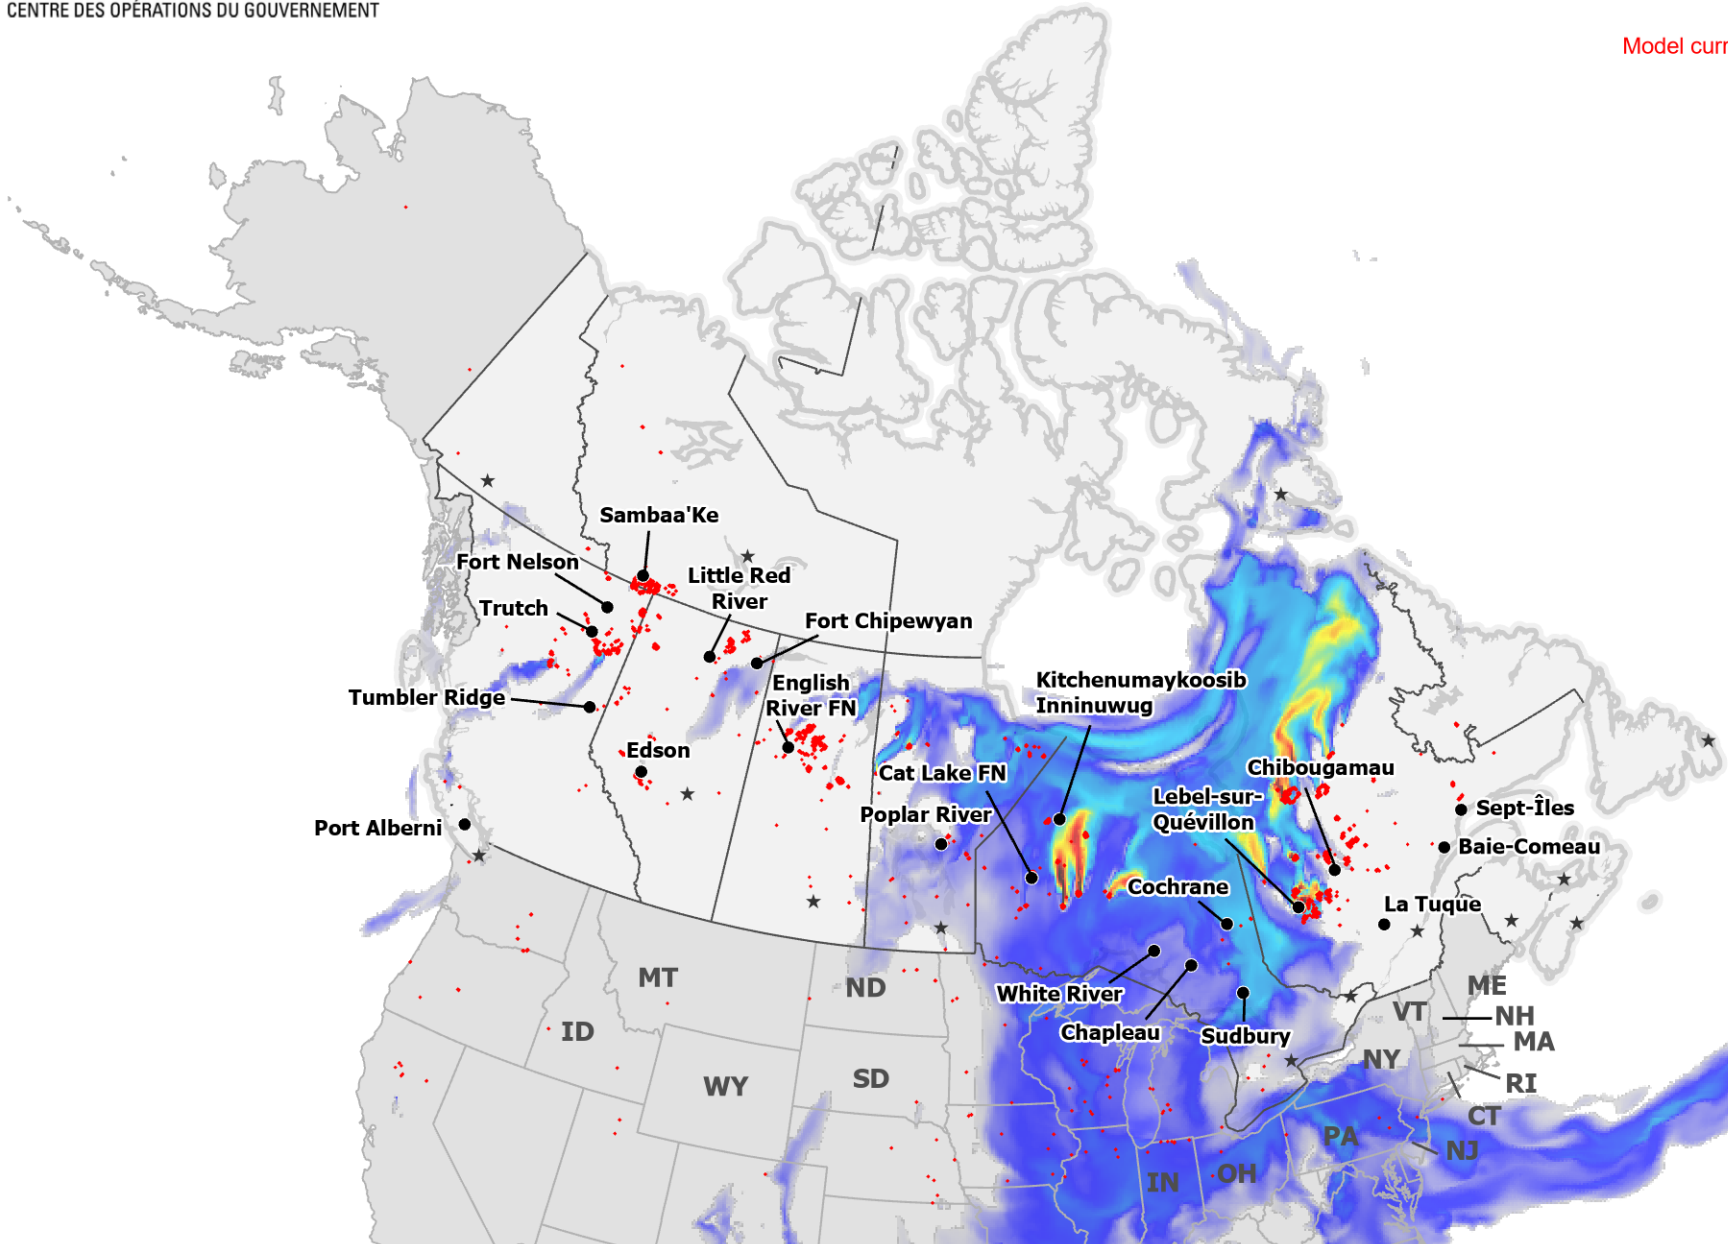 CENTRE DES OPÉRATIONS DU GOUVERNEMENT
Model curr
Sambaa'Ke
Fort Nelson
Little Red
River
Trutch
Fort Chipewyan
English
River FN
Kitchenumaykoosib
Inninuwug
Tumbler Ridge
Edson
Cat Lake FN
Chibougamau
Lebel-sur-
Quévillon
Poplar River
Sept-Îles
Port Alberni
Baie-Comeau
Cochrane
La Tuque
White River
Chapleau
Sudbury
MT
ND
ME
VT
NH
ID
MA
NY
WY
SD
RI
CT
PA
NJ
IN
OH